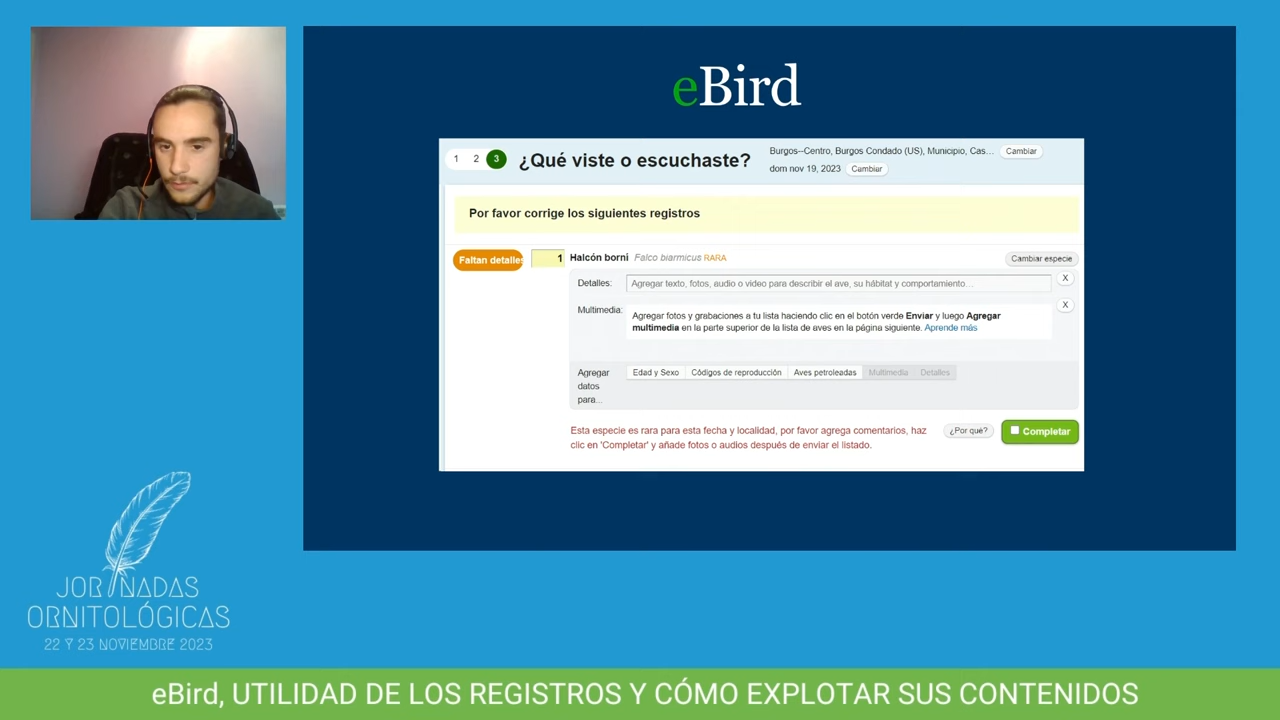 eBird
1 2 3 ¿Qué viste o escuchaste?
Burgos--Centro, Burgos Condado (US), Municipio, Cas... Cambiar
dom nov 19, 2023 Cambiar
Por favor corrige los siguientes registros
Faltan detalles 1 Halcón borní Falco biarmicus RARA Cambiar especie
Detalles: Agregar texto, fotos, audio o video para describir el ave, su hábitat y comportamiento... X
Multimedia: Agregar fotos y grabaciones a tu lista haciendo clic en el botón verde Enviar y luego Agregar X
multimedia en la parte superior de la lista de aves en la página siguiente. Aprende más
Agregar Edad y Sexo Códigos de reproducción Aves petroleadas Multimedia Detalles
datos
para...
Esta especie es rara para esta fecha y localidad, por favor agrega comentarios, haz ¿Por qué? Completar
clic en 'Completar' y añade fotos o audios después de enviar el listado.
JORNADAS
ORNITOLÓGICAS
22 Y 23 NOVIEMBRE 2023
eBird, UTILIDAD DE LOS REGISTROS Y CÓMO EXPLOTAR SUS CONTENIDOS